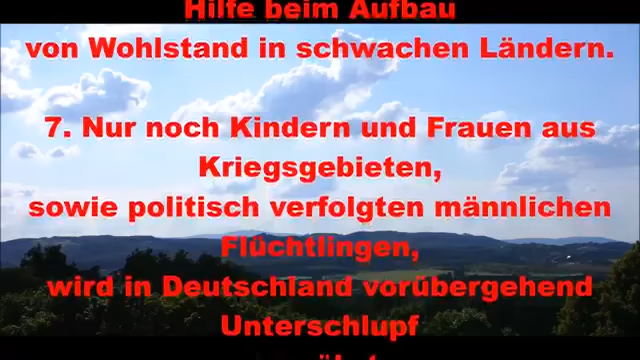 Hilfe beim Aufbau
von Wohlstand in schwachen Ländern.
7. Nur noch Kindern und Frauen aus
Kriegsgebieten,
sowie politisch verfolgten männlichen
Flüchtlingen,
wird in Deutschland vorübergehend
Unterschlupf